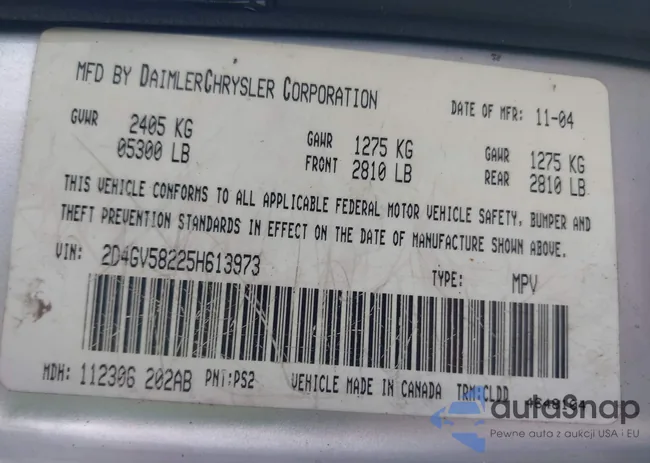 MFD BY DAIMLERCHRYSLER CORPORATION DATE OF MFR: 11-04
GVWR 2405 KG GAWR 1275 KG GAWR 1275 KG
05300 LB FRONT 2810 LB REAR 2810 LB
THIS VEHICLE CONFORMS TO ALL APPLICABLE FEDERAL MOTOR VEHICLE SAFETY, BUMPER AND
THEFT PREVENTION STANDARDS IN EFFECT ON THE DATE OF MANUFACTURE SHOWN ABOVE.
VIN: 2D4GV58225H613973 TYPE: MPV
MDH: 112306 202AB PNT:PS2 VEHICLE MADE IN CANADA TRM:CLDD
autaSnap
Pewne auta z aukcji USA i EU